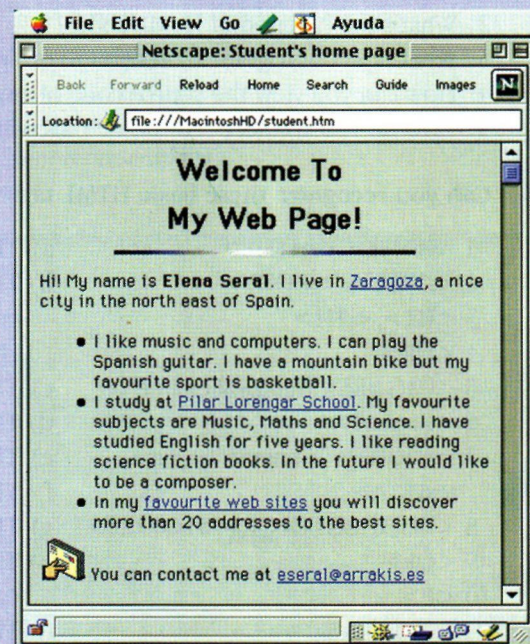 File Edit View Go Ayuda
Netscape: Student's home page
Back Forward Reload Home Search Guide Images N
Location: file:///MacintoshHD/student.htm
Welcome To
My Web Page!
Hi! My name is Elena Seral. I live in Zaragoza, a nice
city in the north east of Spain.
• I like music and computers. I can play the
Spanish guitar. I have a mountain bike but my
favourite sport is basketball.
• I study at Pilar Lorengar School. My favourite
subjects are Music, Maths and Science. I have
studied English for five years. I like reading
science fiction books. In the future I would like
to be a composer.
• In my favourite web sites you will discover
more than 20 addresses to the best sites.
You can contact me at eseral@arrakis.es